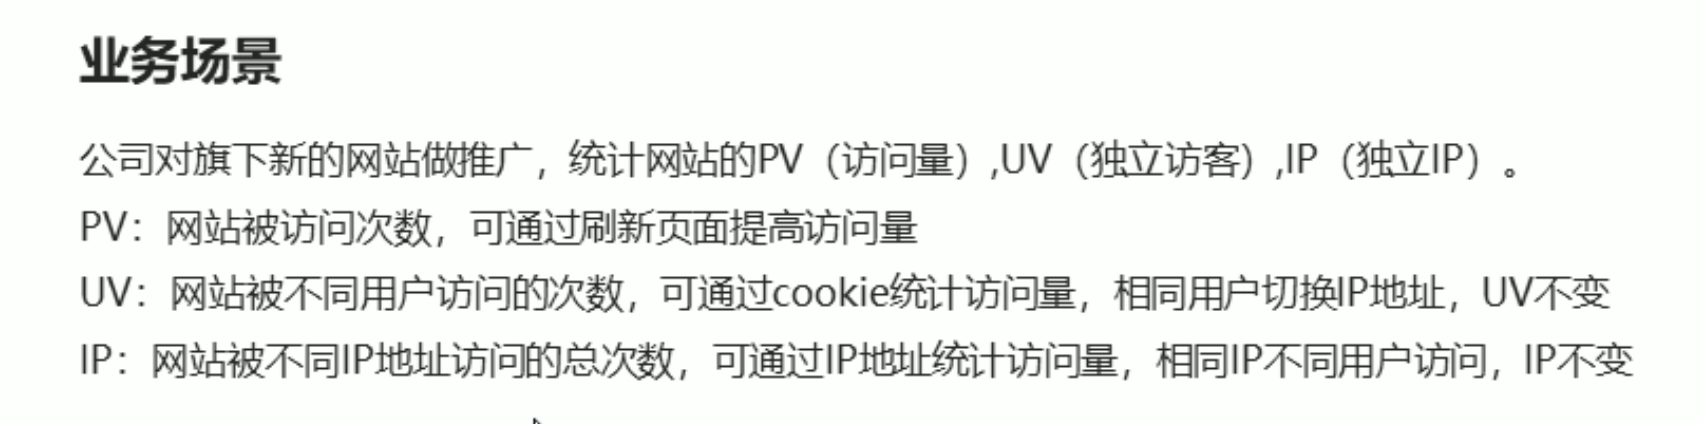 业务场景
公司对旗下新的网站做推广，统计网站的PV（访问量）,UV（独立访客）,IP（独立IP）。
PV：网站被访问次数，可通过刷新页面提高访问量
UV：网站被不同用户访问的次数，可通过cookie统计访问量，相同用户切换IP地址，UV不变
IP：网站被不同IP地址访问的总次数，可通过IP地址统计访问量，相同IP不同用户访问，IP不变